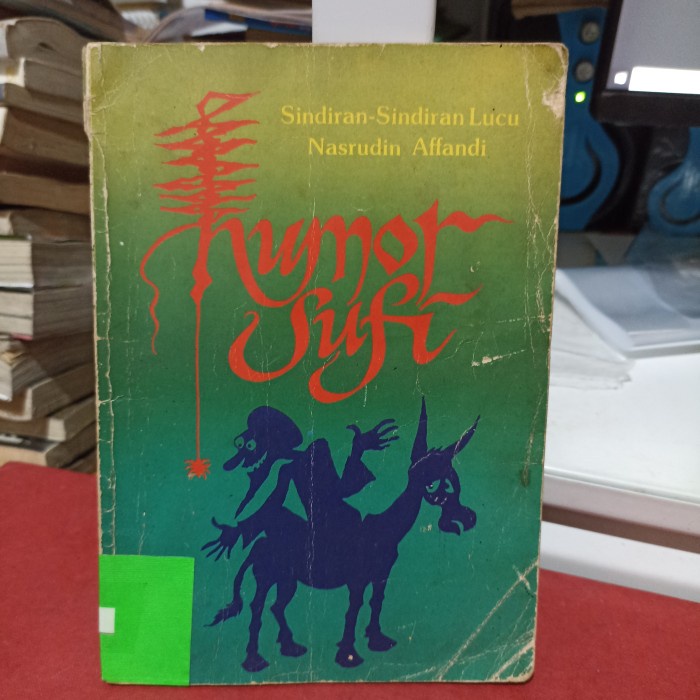 Sindiran-Sindiran Lucu
Nasrudin Affandi
humor
sufi